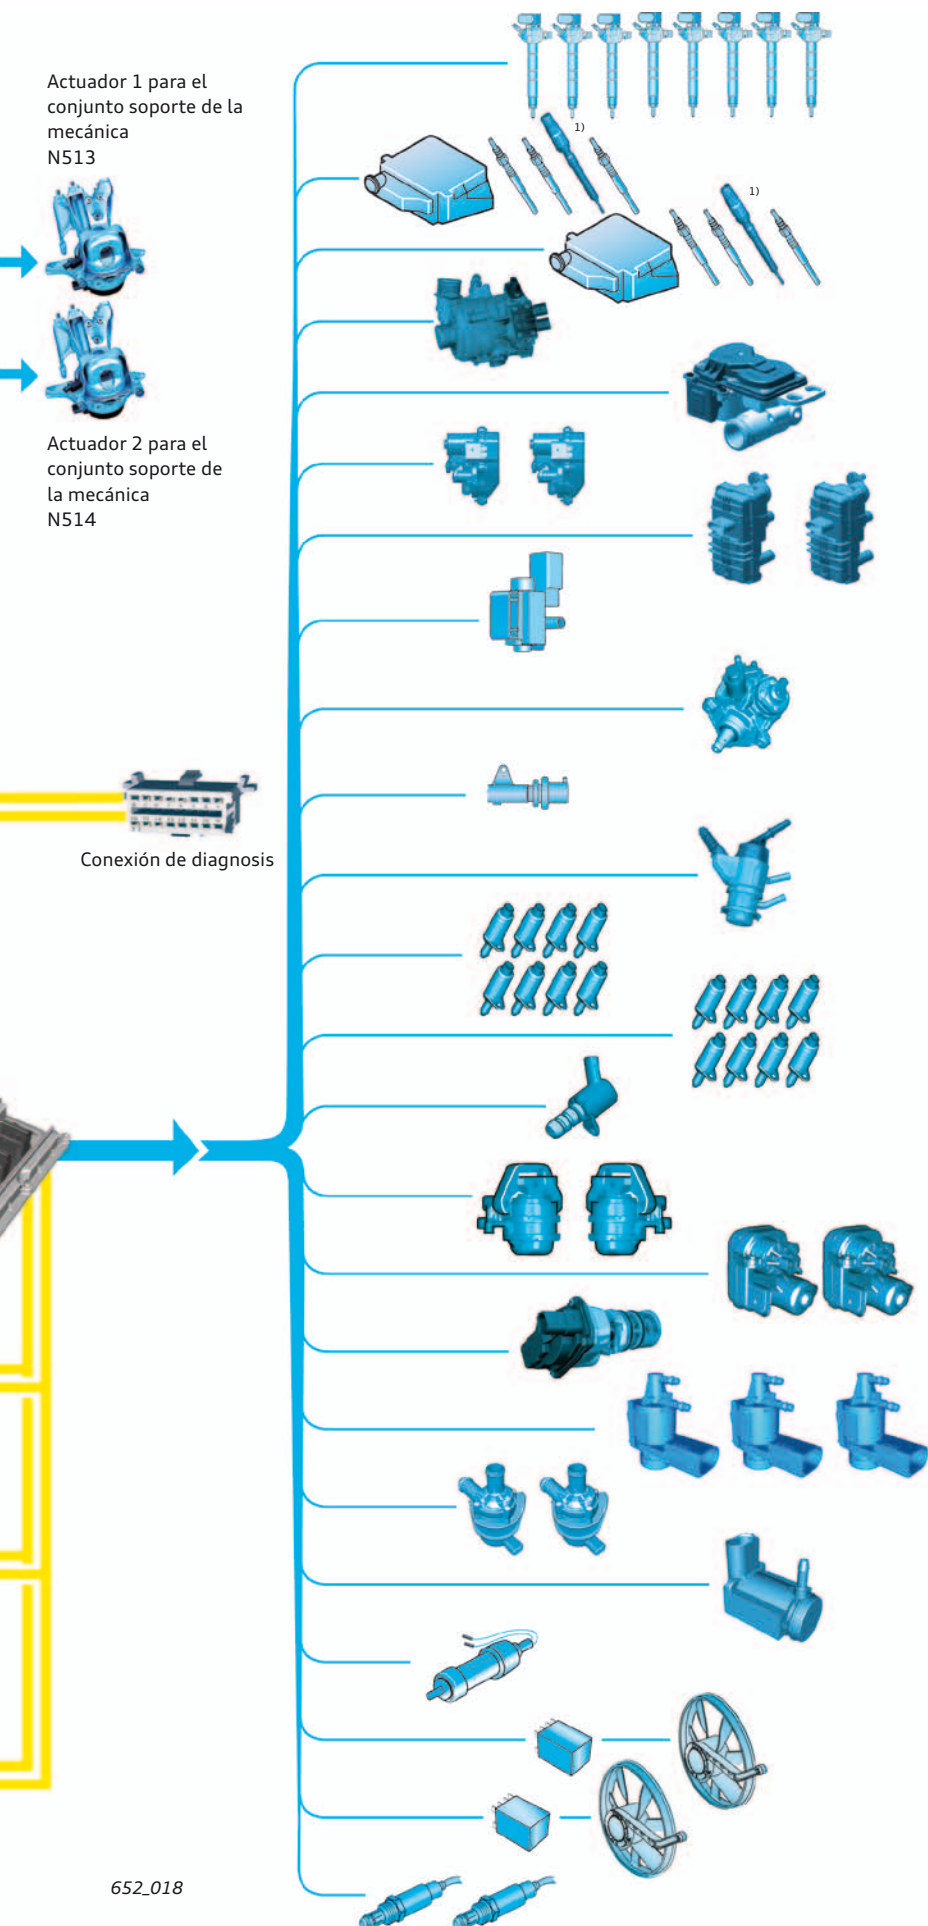 Actuador 1 para el
conjunto soporte de la
mecánica
N513
1)
1)
Actuador 2 para el
conjunto soporte de
la mecánica
N514
Conexión de diagnosis
652_018